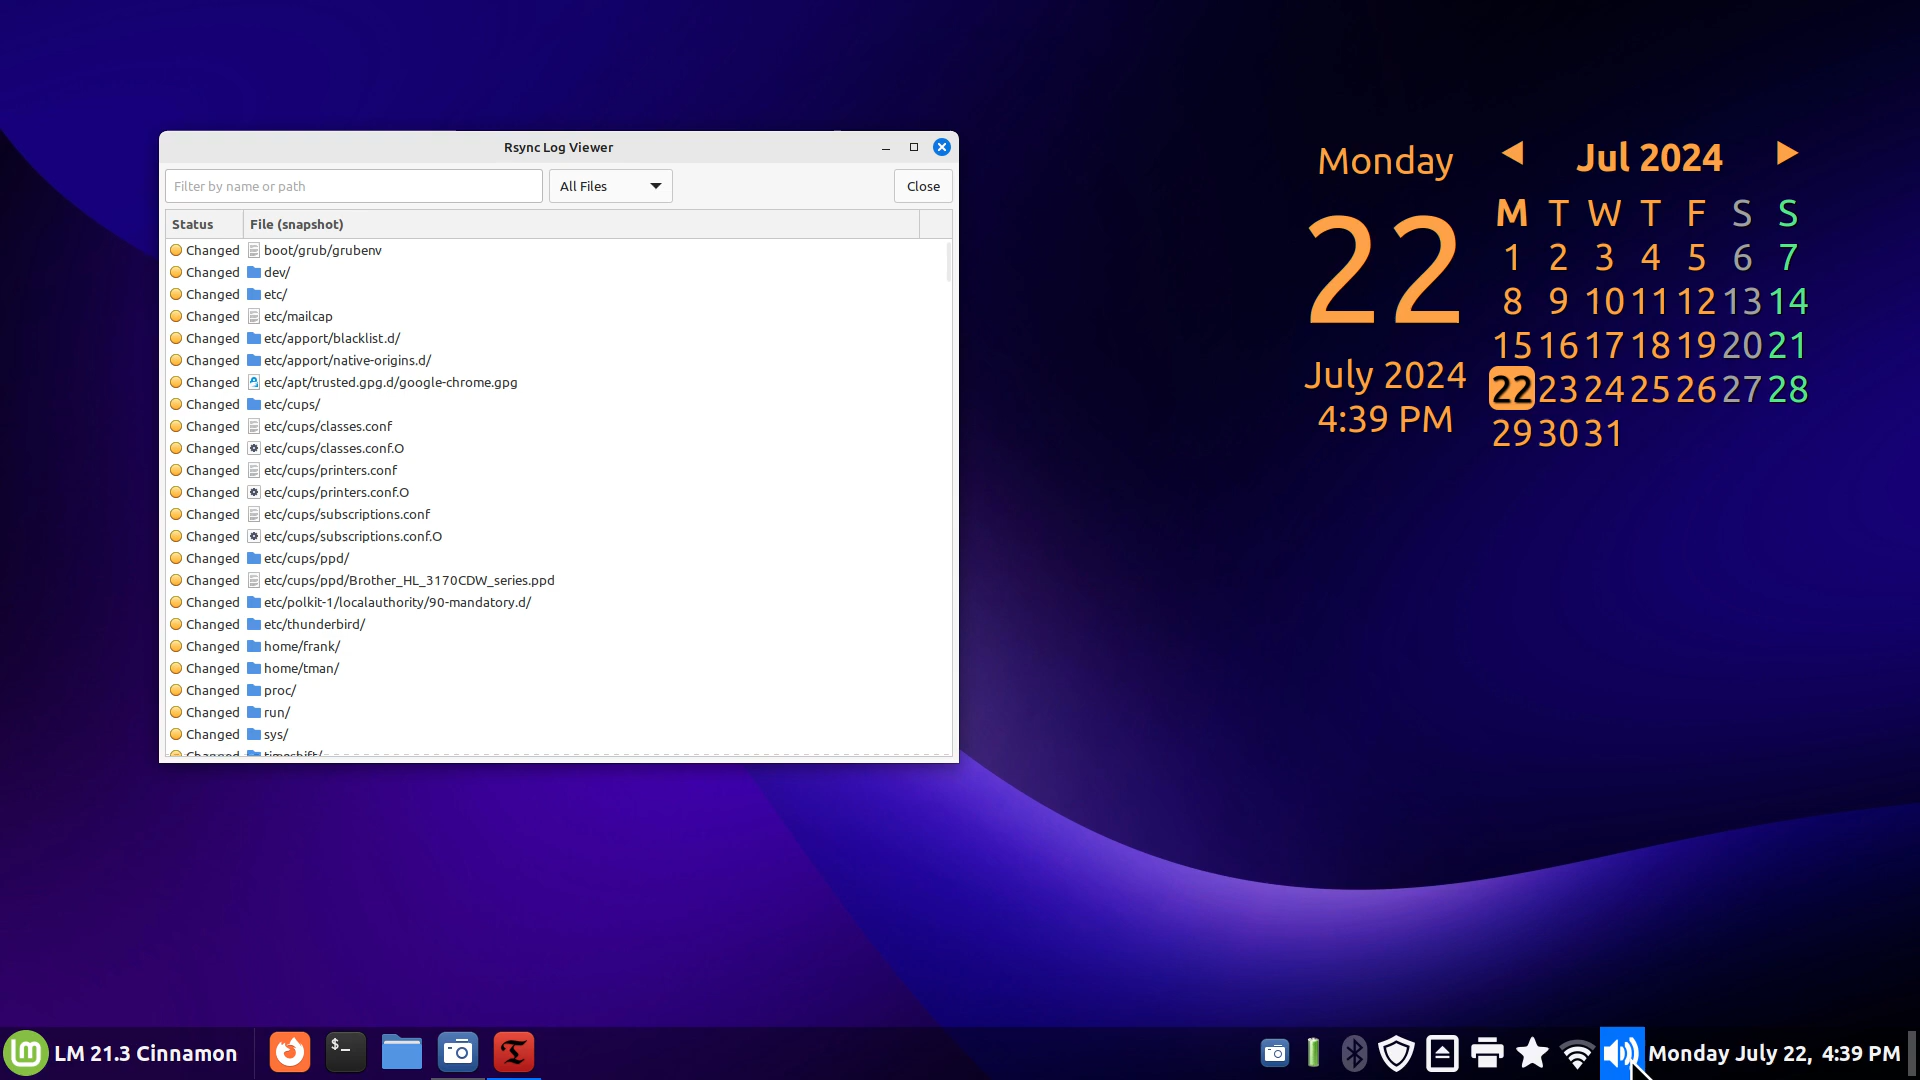 Rsync Log Viewer
Filter by name or path
All Files
Close
Status File (snapshot)
Changed boot/grub/grubenv
Changed dev/
Changed etc/
Changed etc/mailcap
Changed etc/apport/blacklist.d/
Changed etc/apport/native-origins.d/
Changed etc/apt/trusted.gpg.d/google-chrome.gpg
Changed etc/cups/
Changed etc/cups/classes.conf
Changed etc/cups/classes.conf.O
Changed etc/cups/printers.conf
Changed etc/cups/printers.conf.O
Changed etc/cups/subscriptions.conf
Changed etc/cups/subscriptions.conf.O
Changed etc/cups/ppd/
Changed etc/cups/ppd/Brother_HL_3170CDW_series.ppd
Changed etc/polkit-1/localauthority/90-mandatory.d/
Changed etc/thunderbird/
Changed home/frank/
Changed home/tman/
Changed proc/
Changed run/
Changed sys/
Changed timeshift/
Monday
22
July 2024
4:39 PM
Jul 2024
M T W T F S S
1 2 3 4 5 6 7
8 9 10 11 12 13 14
15 16 17 18 19 20 21
22 23 24 25 26 27 28
29 30 31
LM 21.3 Cinnamon
$_
Monday July 22, 4:39 PM